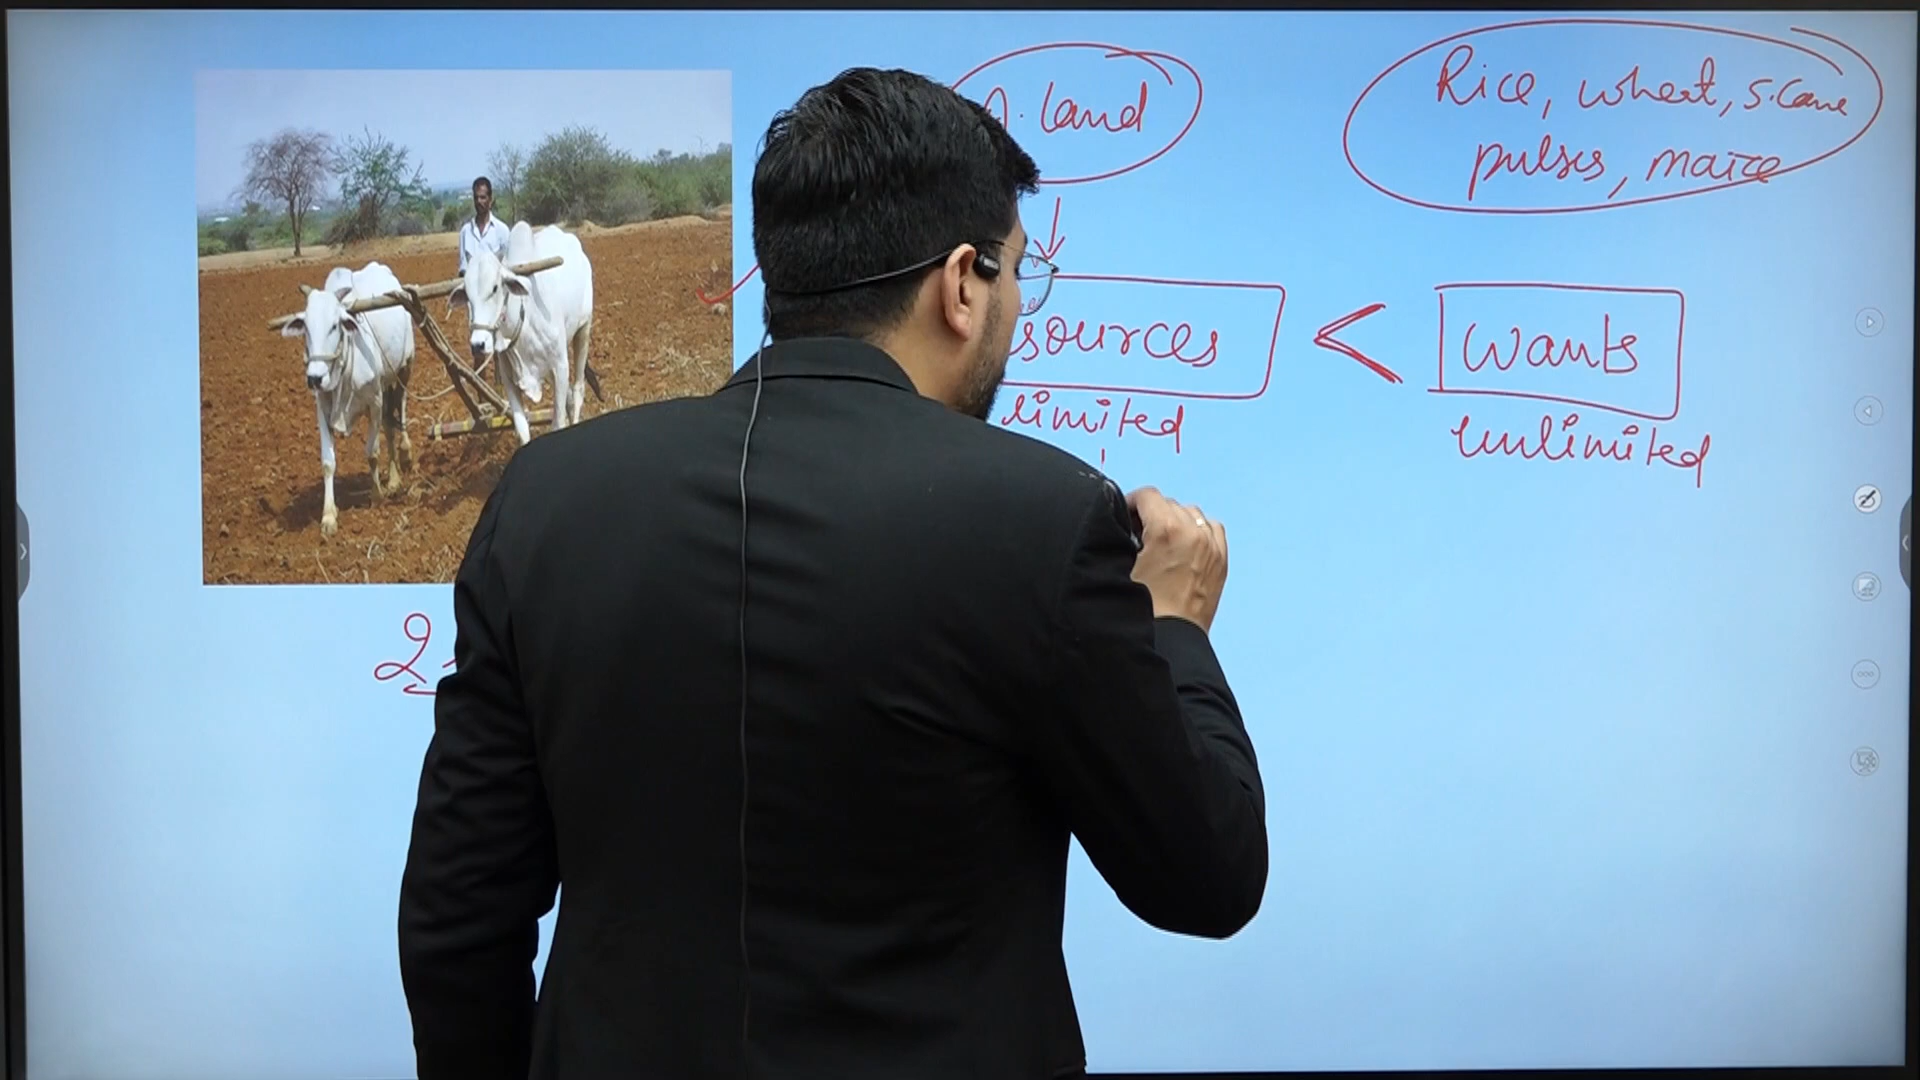 Rice, wheat, S.Cane
pulses, maize
land
sources
<
wants
limited
unlimited
2